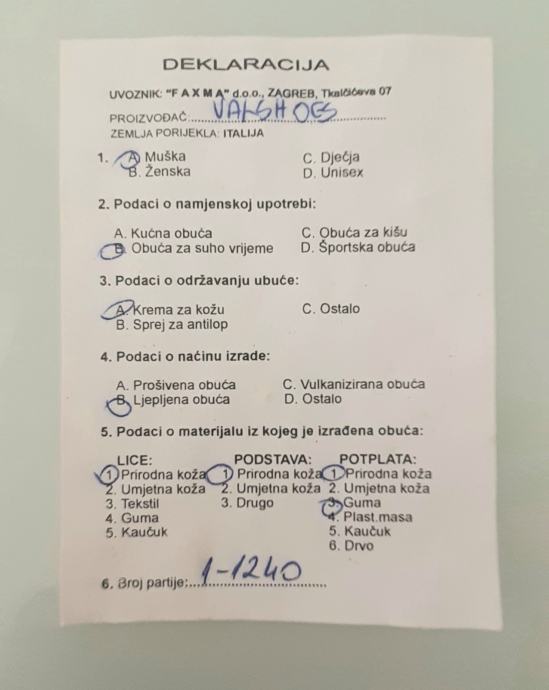 DEKLARACIJA
UVOZNIK: "F A X M A" d.o.o., ZAGREB, Tkalčićeva 07
PROIZVOĐAČ: VALSHOES
ZEMLJA PORIJEKLA: ITALIJA
1. A. Muška C. Dječja
B. Ženska D. Unisex
2. Podaci o namjenskoj upotrebi:
A. Kućna obuća C. Obuća za kišu
B. Obuća za suho vrijeme D. Športska obuća
3. Podaci o održavanju ubuće:
A. Krema za kožu C. Ostalo
B. Sprej za antilop
4. Podaci o načinu izrade:
A. Prošivena obuća C. Vulkanizirana obuća
B. Ljepljena obuća D. Ostalo
5. Podaci o materijalu iz kojeg je izrađena obuća:
LICE: PODSTAVA: POTPLATA:
1 Prirodna koža 1 Prirodna koža 1 Prirodna koža
2. Umjetna koža 2. Umjetna koža 2. Umjetna koža
3. Tekstil 3. Drugo 3. Guma
4. Guma 4. Plast.masa
5. Kaučuk 5. Kaučuk
6. Drvo
6. Broj partije: 1-1240